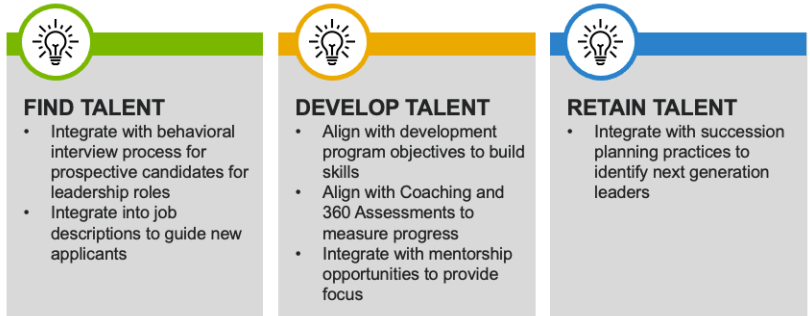 FIND TALENT
• Integrate with behavioral
interview process for
prospective candidates for
leadership roles
• Integrate into job
descriptions to guide new
applicants
DEVELOP TALENT
• Align with development
program objectives to build
skills
• Align with Coaching and
360 Assessments to
measure progress
• Integrate with mentorship
opportunities to provide
focus
RETAIN TALENT
• Integrate with succession
planning practices to
identify next generation
leaders